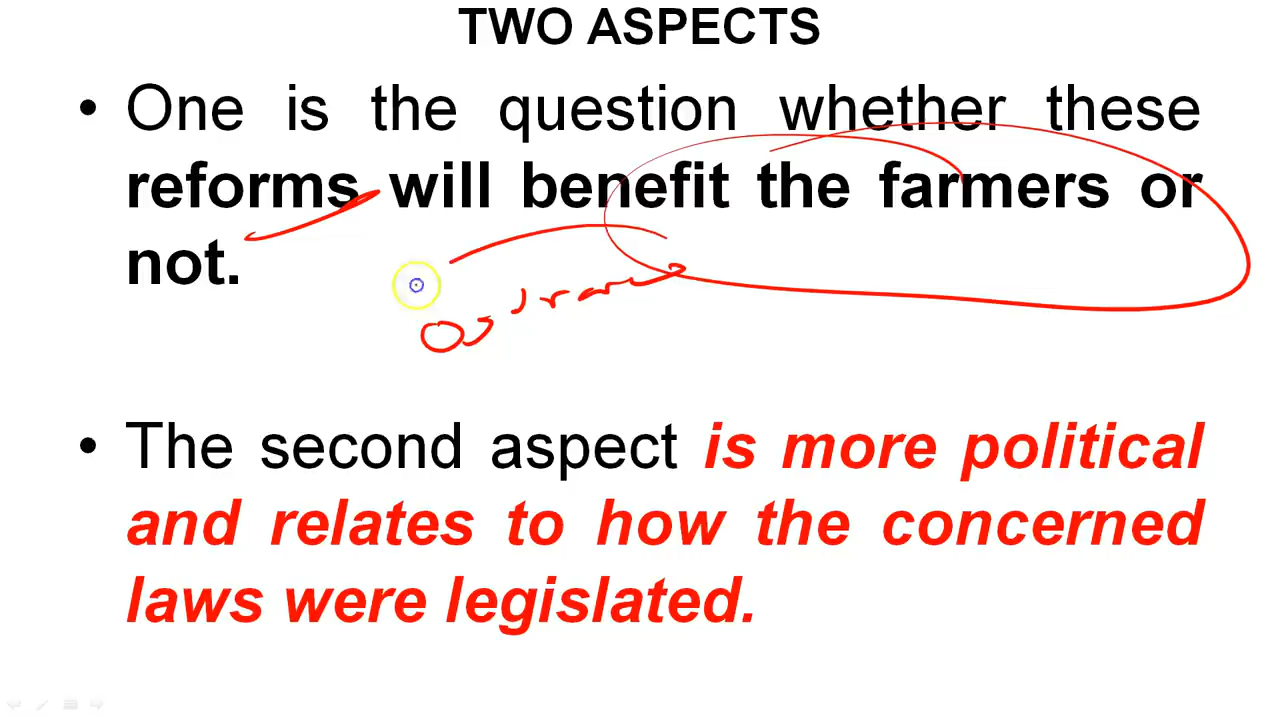 TWO ASPECTS
• One is the question whether these
reforms will benefit the farmers or
not.
• The second aspect is more political
and relates to how the concerned
laws were legislated.